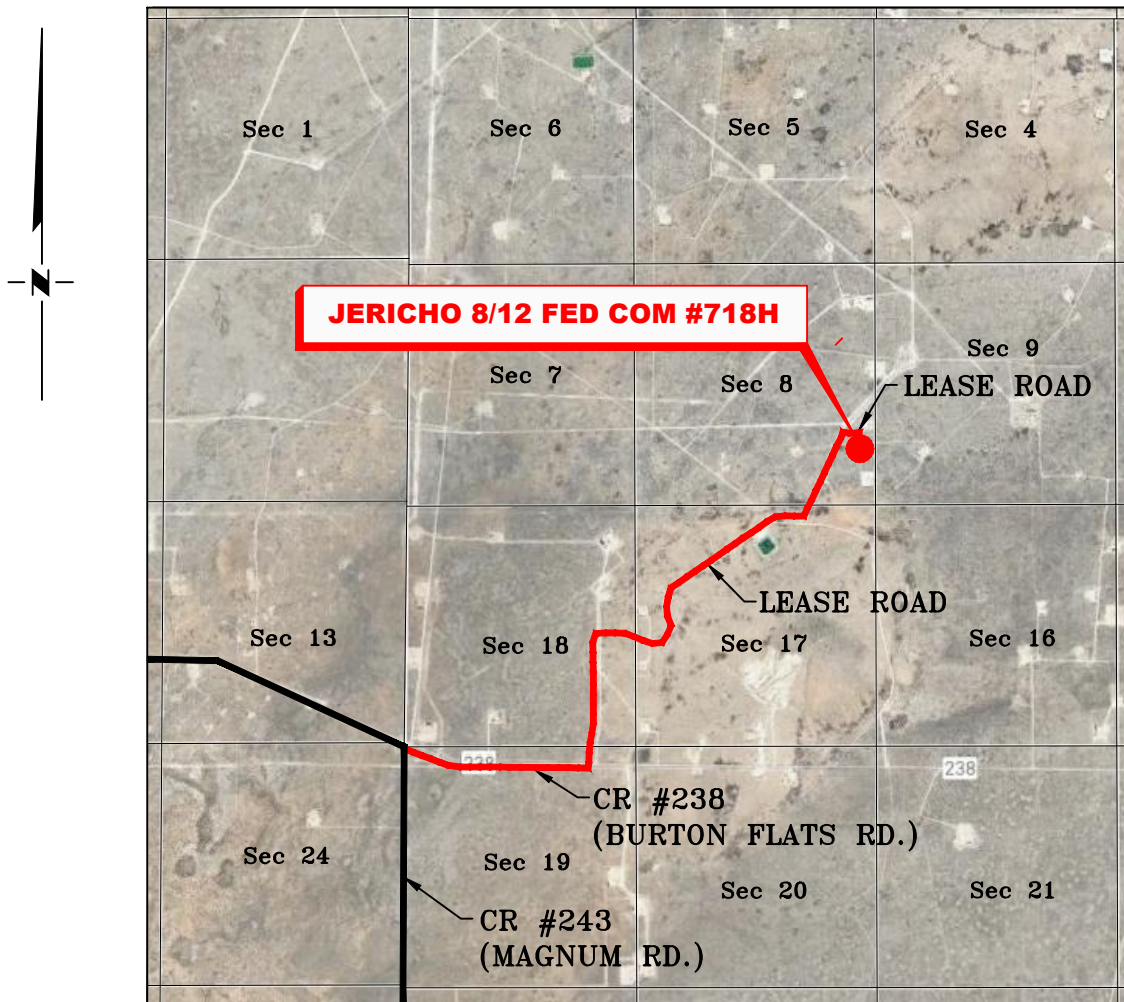 Sec 1
Sec 6
Sec 5
Sec 4
N
JERICHO 8/12 FED COM #718H
Sec 7
Sec 8
Sec 9
LEASE ROAD
LEASE ROAD
Sec 13
Sec 18
Sec 17
Sec 16
238
238
CR #238
(BURTON FLATS RD.)
Sec 24
Sec 19
Sec 20
Sec 21
CR #243
(MAGNUM RD.)